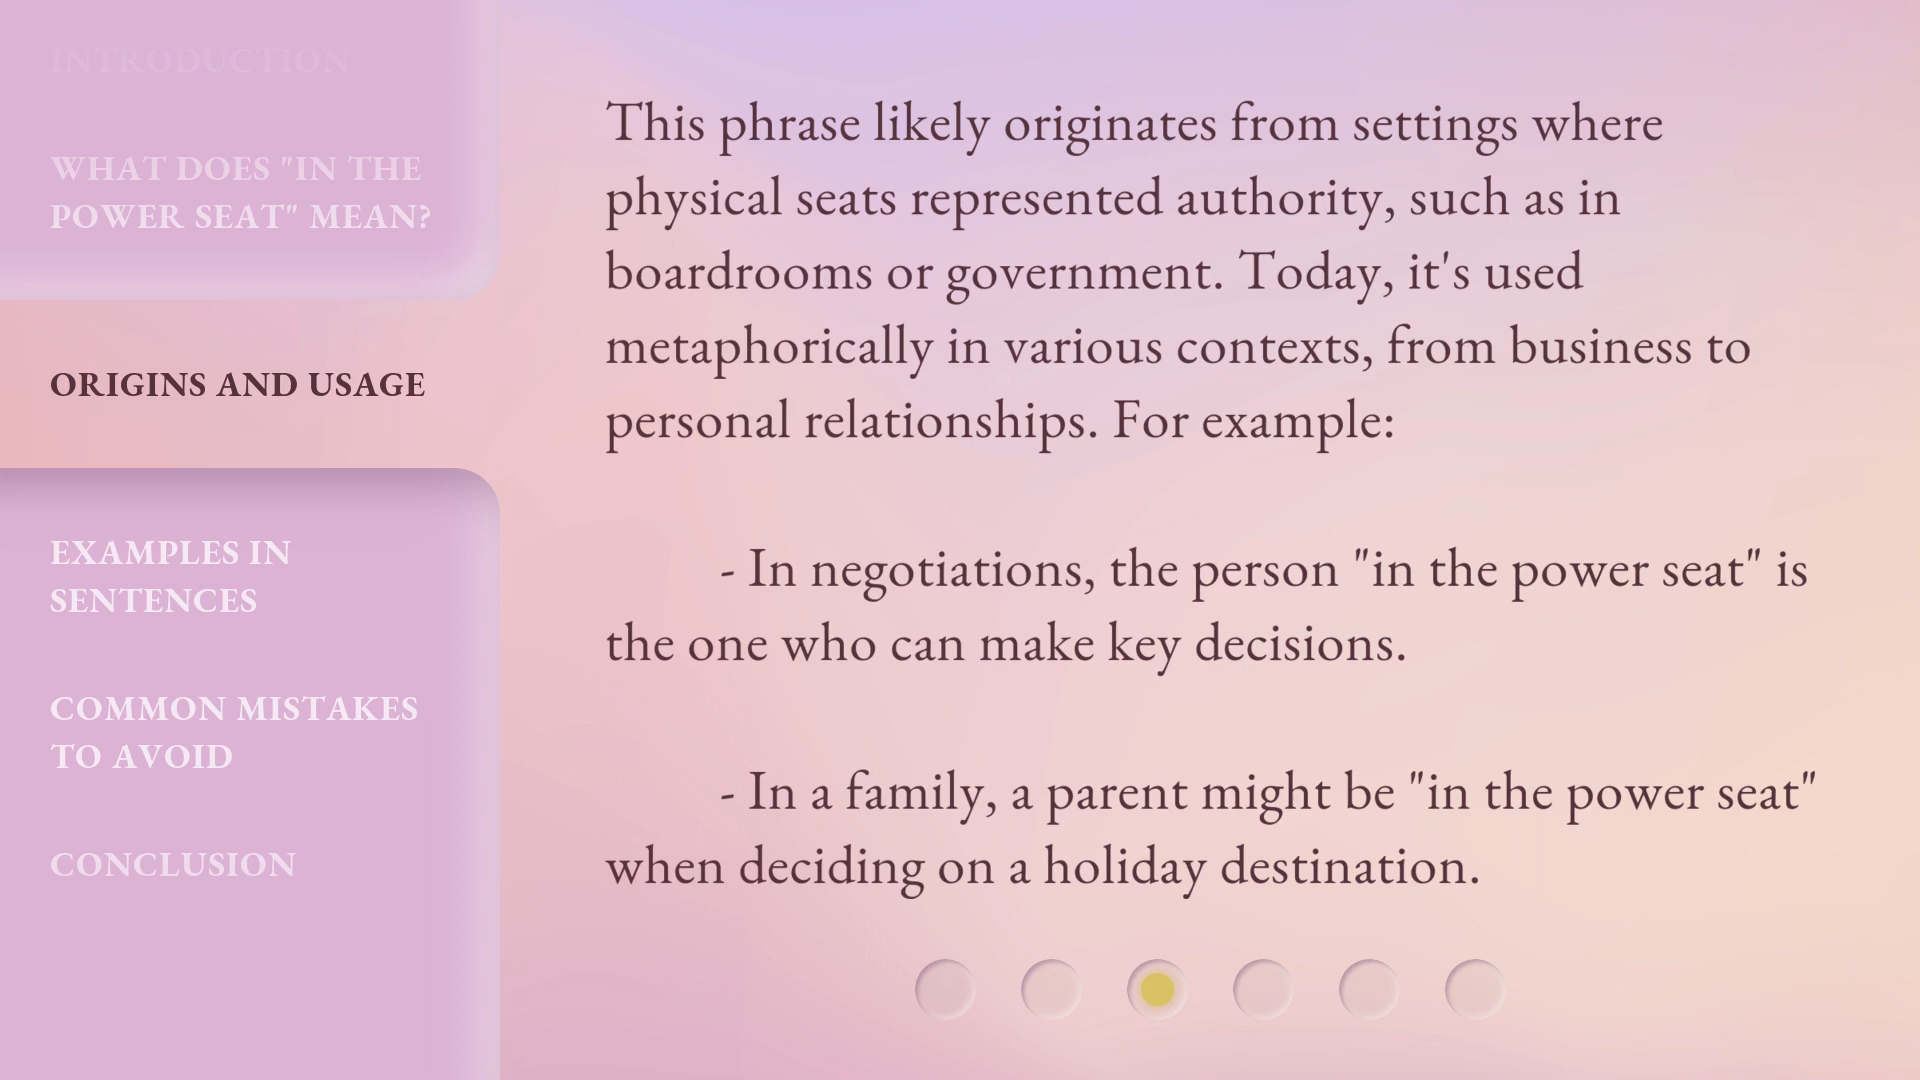 INTRODUCTION
WHAT DOES "IN THE
POWER SEAT" MEAN?
ORIGINS AND USAGE
EXAMPLES IN
SENTENCES
COMMON MISTAKES
TO AVOID
CONCLUSION
This phrase likely originates from settings where
physical seats represented authority, such as in
boardrooms or government. Today, it's used
metaphorically in various contexts, from business to
personal relationships. For example:
- In negotiations, the person "in the power seat" is
the one who can make key decisions.
- In a family, a parent might be "in the power seat"
when deciding on a holiday destination.